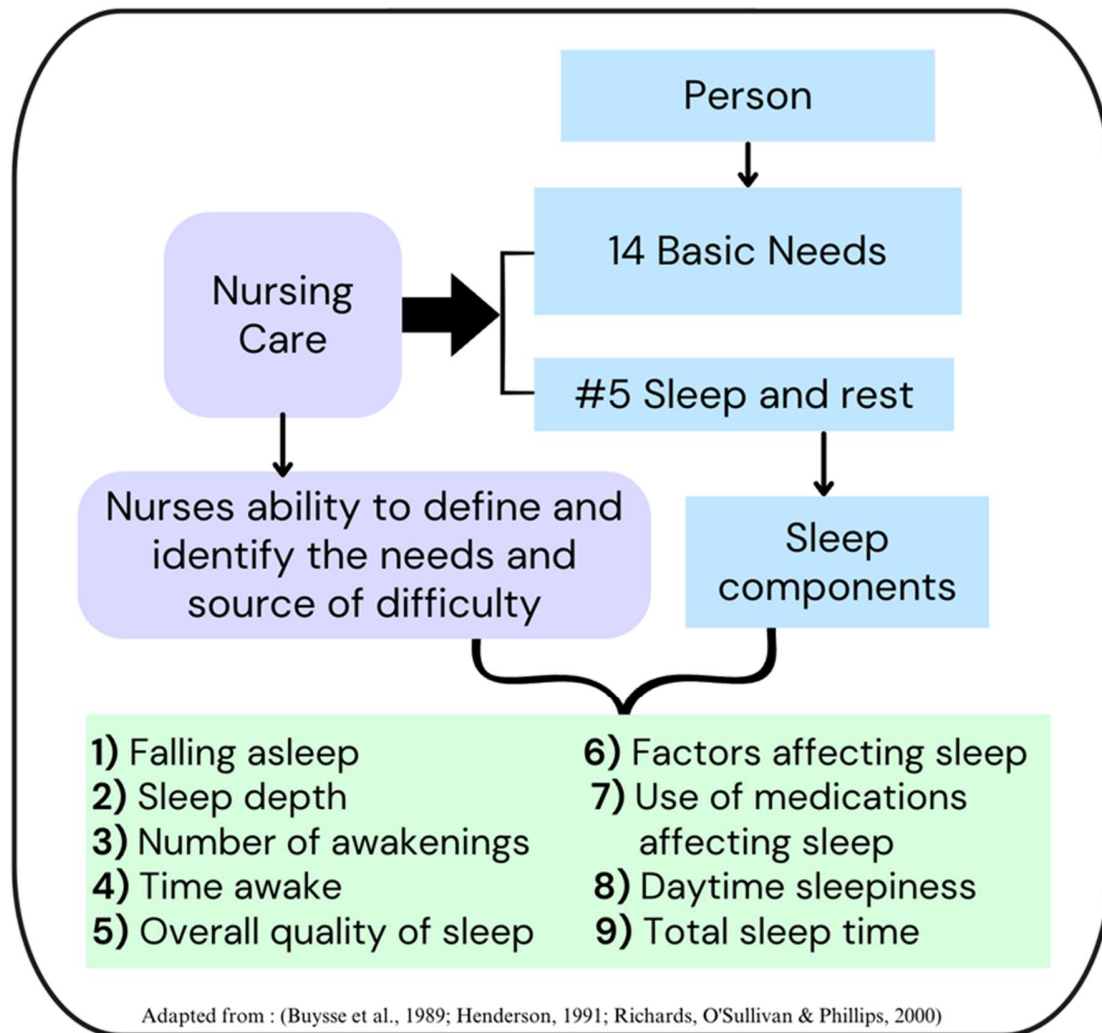 Person
14 Basic Needs
Nursing
Care
#5 Sleep and rest
Nurses ability to define and
identify the needs and
source of difficulty
Sleep
components
1) Falling asleep
2) Sleep depth
3) Number of awakenings
4) Time awake
5) Overall quality of sleep
6) Factors affecting sleep
7) Use of medications
affecting sleep
8) Daytime sleepiness
9) Total sleep time
Adapted from : (Buysse et al., 1989; Henderson, 1991; Richards, O'Sullivan & Phillips, 2000)